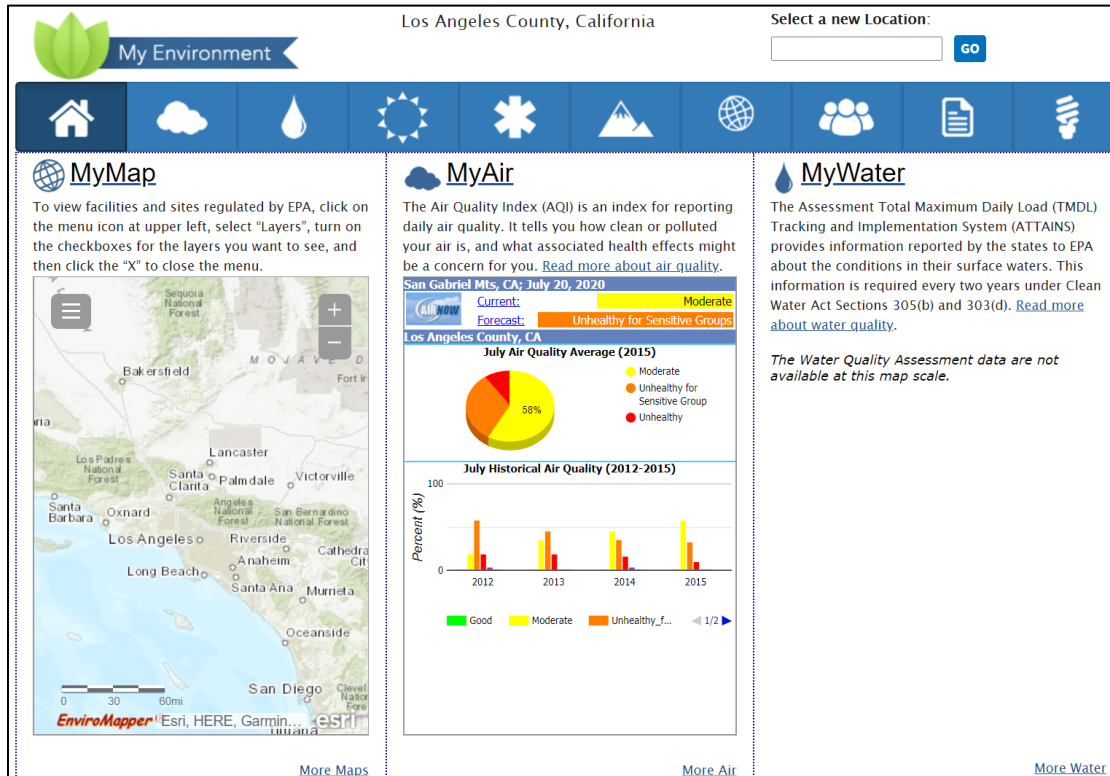 My Environment
Los Angeles County, California
Select a new Location:
GO
MyMap
To view facilities and sites regulated by EPA, click on
the menu icon at upper left, select “Layers”, turn on
the checkboxes for the layers you want to see, and
then click the “X” to close the menu.
Sequoia
National
Forest
MOJAVE D
Bakersfield
Fort Ir
ria
Lancaster
Los Padres
National
Forest
Santa
Clarita
Palmdale
Victorville
Santa
Barbara
Oxnard
Angeles
National
Forest
San Bernardino
National Forest
Los Angeles
Riverside
Cathedra
City
Anaheim
Long Beach
Santa Ana
Murrieta
Oceanside
San Diego
Clevel
Nation
Fore
0 30 60mi
EnviroMapper
Esri, HERE, Garmin...
esri
More Maps
MyAir
The Air Quality Index (AQI) is an index for reporting
daily air quality. It tells you how clean or polluted
your air is, and what associated health effects might
be a concern for you. Read more about air quality.
San Gabriel Mts, CA; July 20, 2020
AIRNOW
Current: Moderate
Forecast: Unhealthy for Sensitive Groups
Los Angeles County, CA
July Air Quality Average (2015)
58%
Moderate
Unhealthy for
Sensitive Group
Unhealthy
July Historical Air Quality (2012-2015)
Percent (%)
100
0
2012 2013 2014 2015
Good Moderate Unhealthy_f... 1/2
More Air
MyWater
The Assessment Total Maximum Daily Load (TMDL)
Tracking and Implementation System (ATTAINS)
provides information reported by the states to EPA
about the conditions in their surface waters. This
information is required every two years under Clean
Water Act Sections 305(b) and 303(d). Read more
about water quality.
The Water Quality Assessment data are not
available at this map scale.
More Water